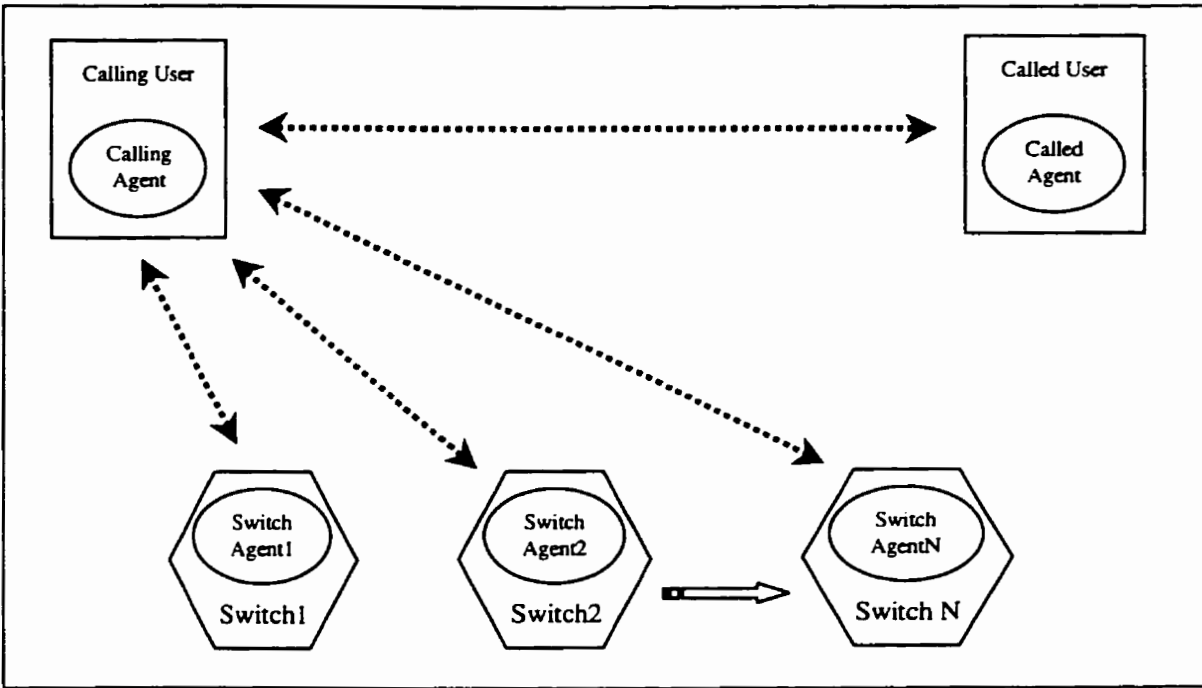 Calling User
Calling
Agent
Called User
Called
Agent
Switch
Agent1
Switch1
Switch
Agent2
Switch2
Switch
AgentN
Switch N